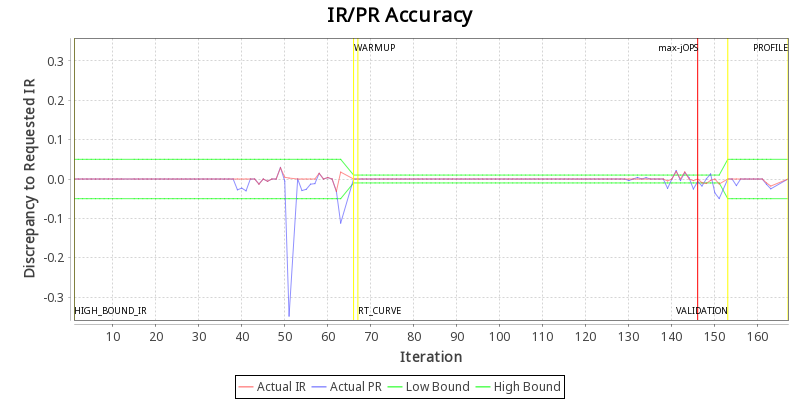 IR/PR Accuracy
Discrepancy to Requested IR
0.3
0.2
0.1
0.0
-0.1
-0.2
-0.3
WARMUP
max-jOPS
PROFILE
HIGH_BOUND_IR
RT_CURVE
VALIDATION
10 20 30 40 50 60 70 80 90 100 110 120 130 140 150 160
Iteration
Actual IR Actual PR Low Bound High Bound